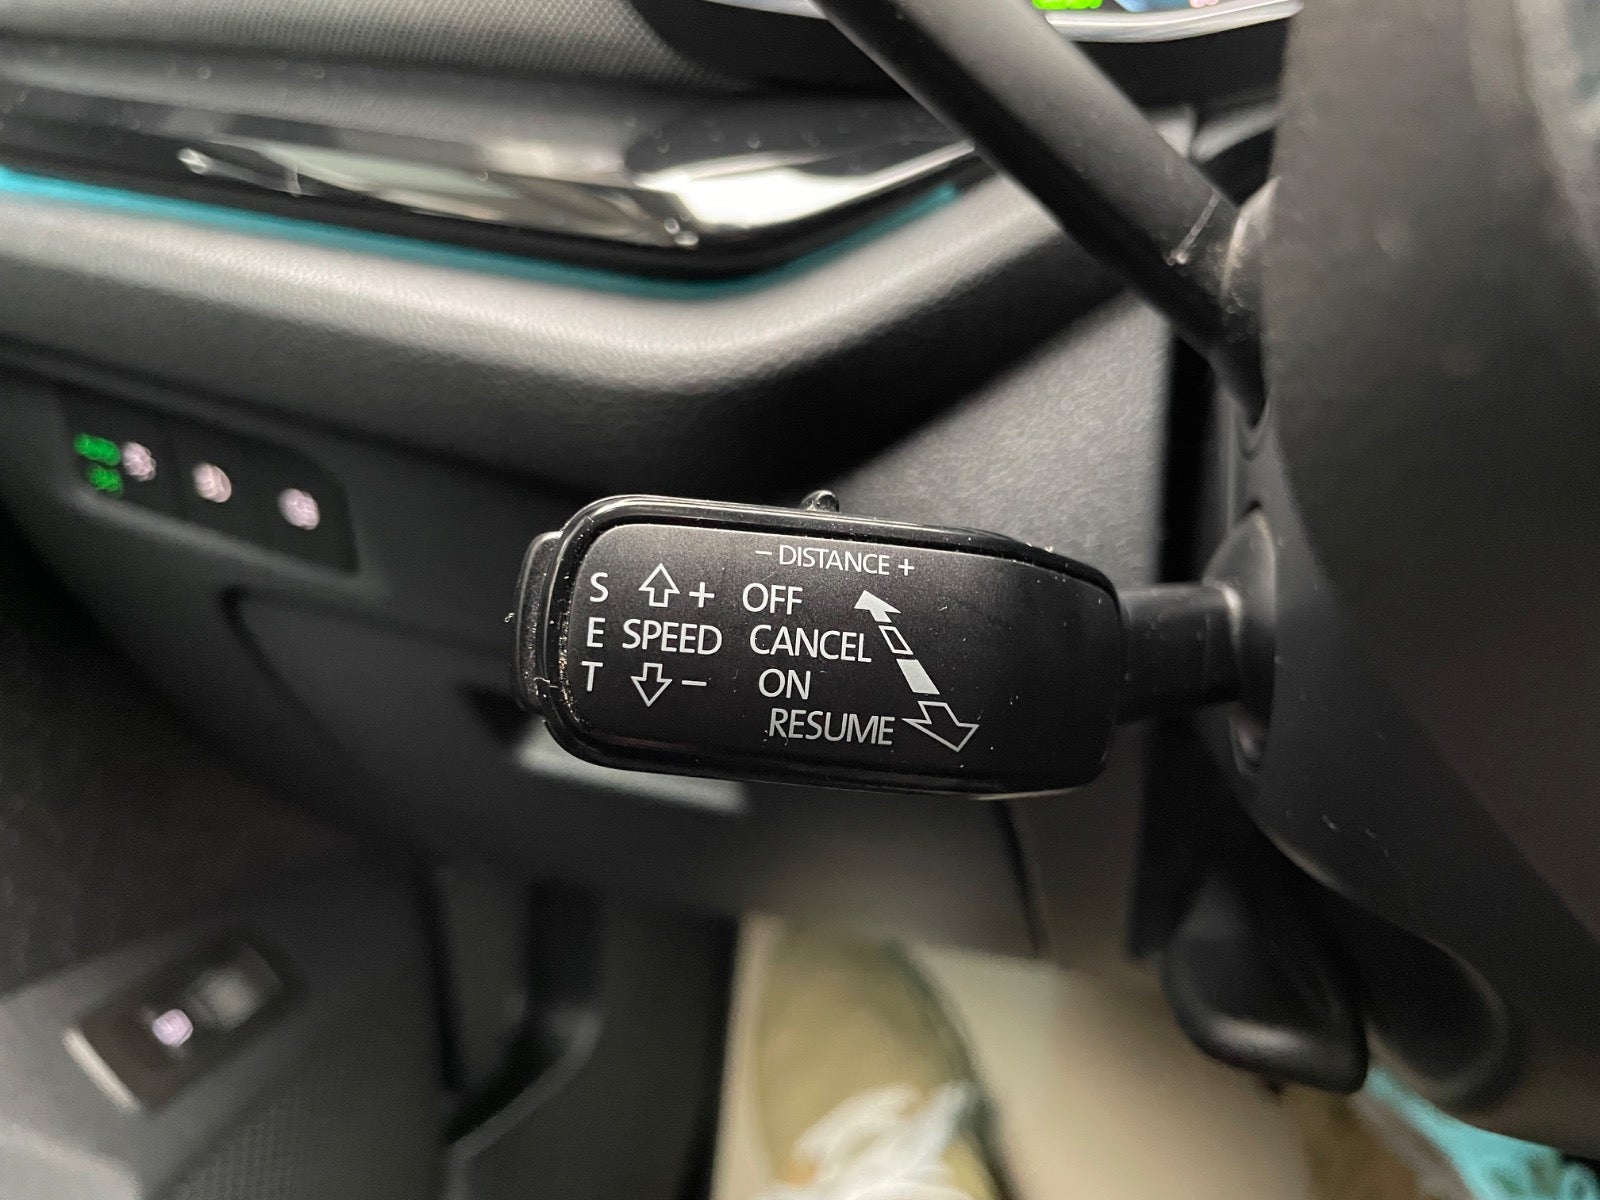 − DISTANCE +
S + OFF
E SPEED CANCEL
T − ON
RESUME